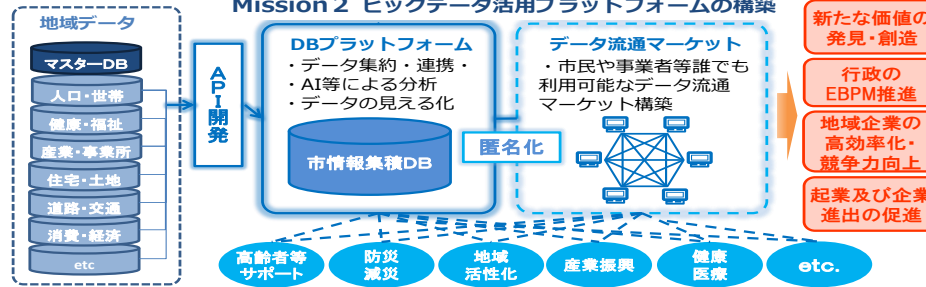 Mission２ ビックデータ活用プラットフォームの構築
地域データ
マスターDB
人口・世帯
健康・福祉
産業・事業所
住宅・土地
道路・交通
消費・経済
etc
API開発
DBプラットフォーム
・データ集約・連携・
・AI等による分析
・データの見える化
市情報集積DB
匿名化
データ流通マーケット
・市民や事業者等誰でも
利用可能なデータ流通
マーケット構築
新たな価値の
発見・創造
行政の
EBPM推進
地域企業の
高効率化・
競争力向上
起業及び企業
進出の促進
高齢者等
サポート
防災
減災
地域
活性化
産業振興
健康
医療
etc.